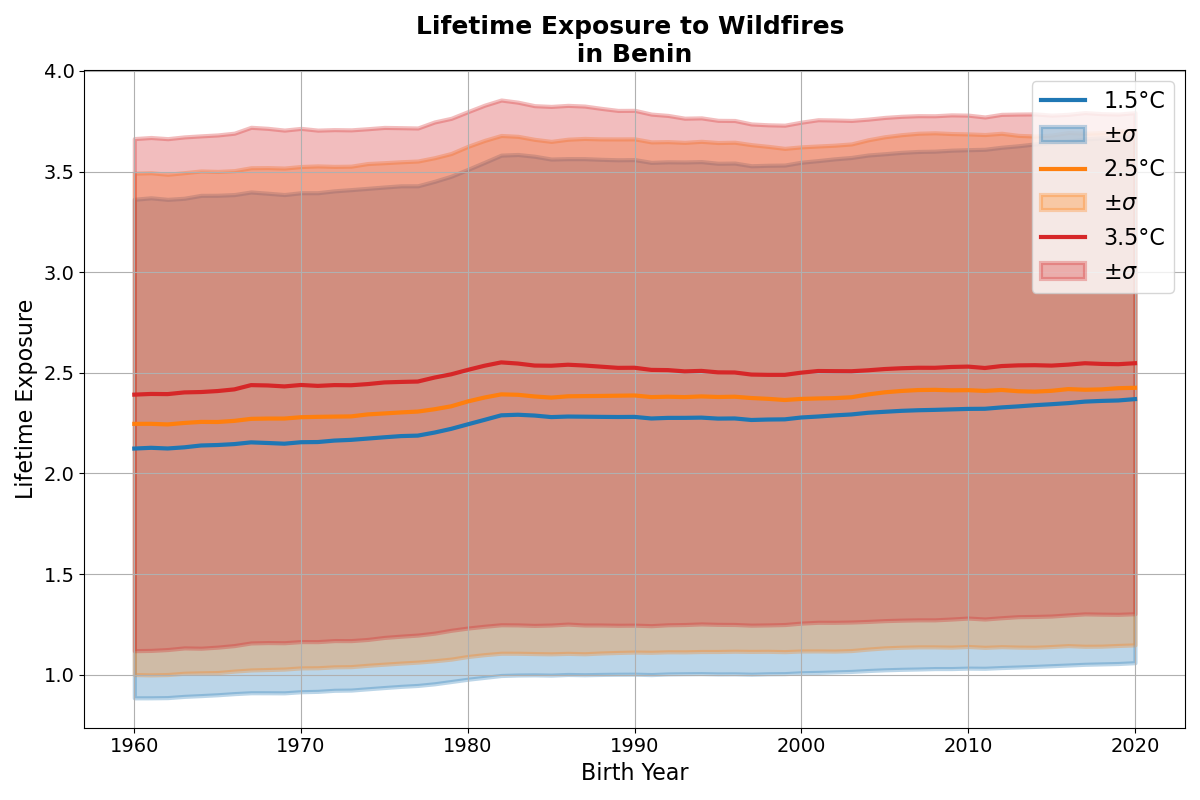 Lifetime Exposure to Wildfires
in Benin
Lifetime Exposure
4.0
3.5
3.0
2.5
2.0
1.5
1.0
1.5°C
±σ
2.5°C
±σ
3.5°C
±σ
1960 1970 1980 1990 2000 2010 2020
Birth Year